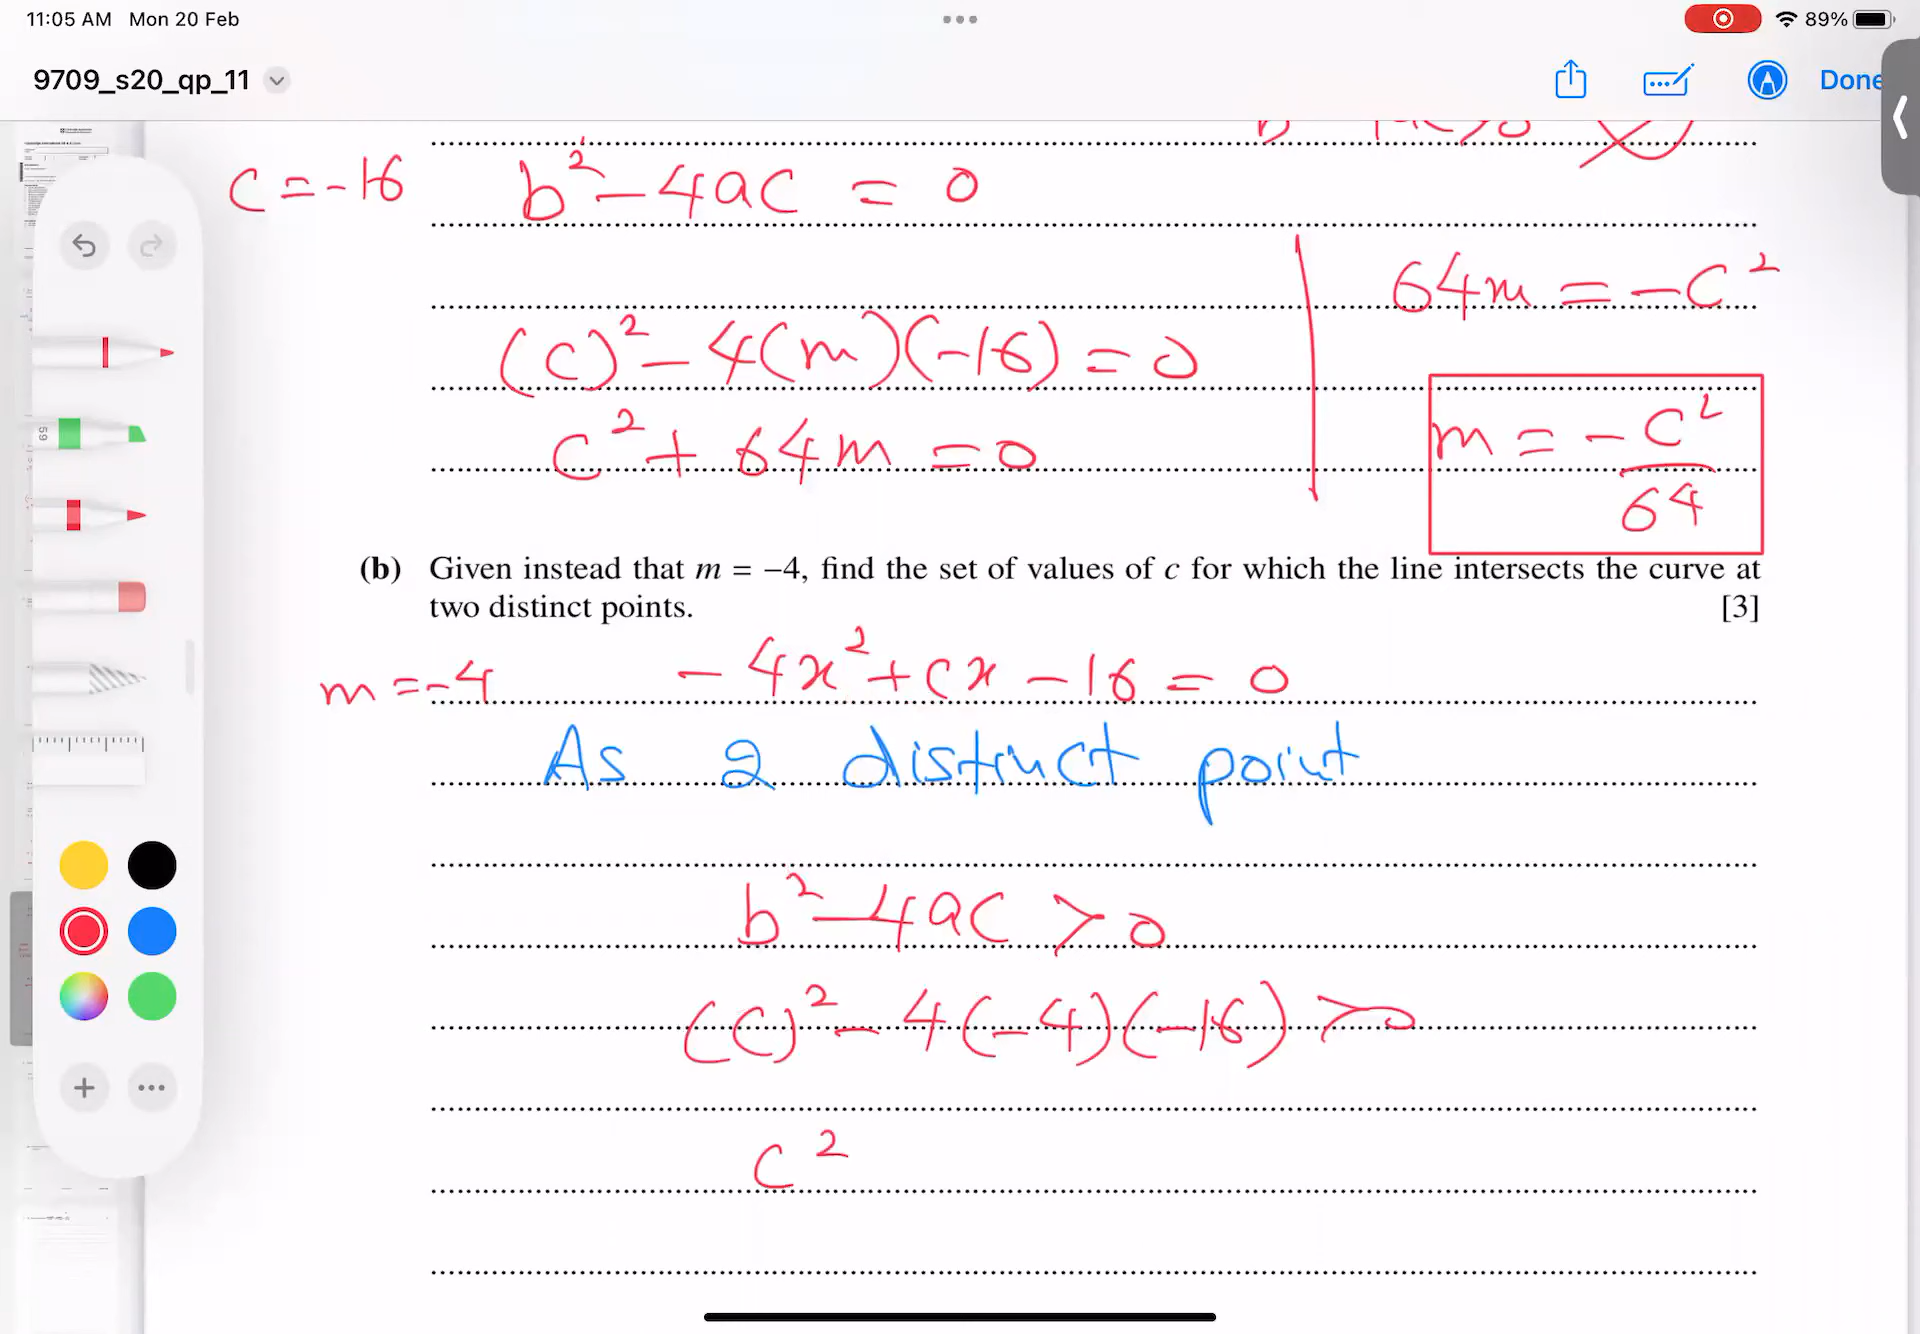 11:05 AM Mon 20 Feb
89%
9709_s20_qp_11
Done
c = -16 b² - 4ac = 0
64m = -c²
(c)² - 4(m)(-16) = 0
c² + 64m = 0
m = -c²/64
(b) Given instead that m = −4, find the set of values of c for which the line intersects the curve at
two distinct points. [3]
m = -4 - 4x² + cx - 16 = 0
As 2 distinct point
b² - 4ac > 0
(c)² - 4(-4)(-16) > 0
c²
59